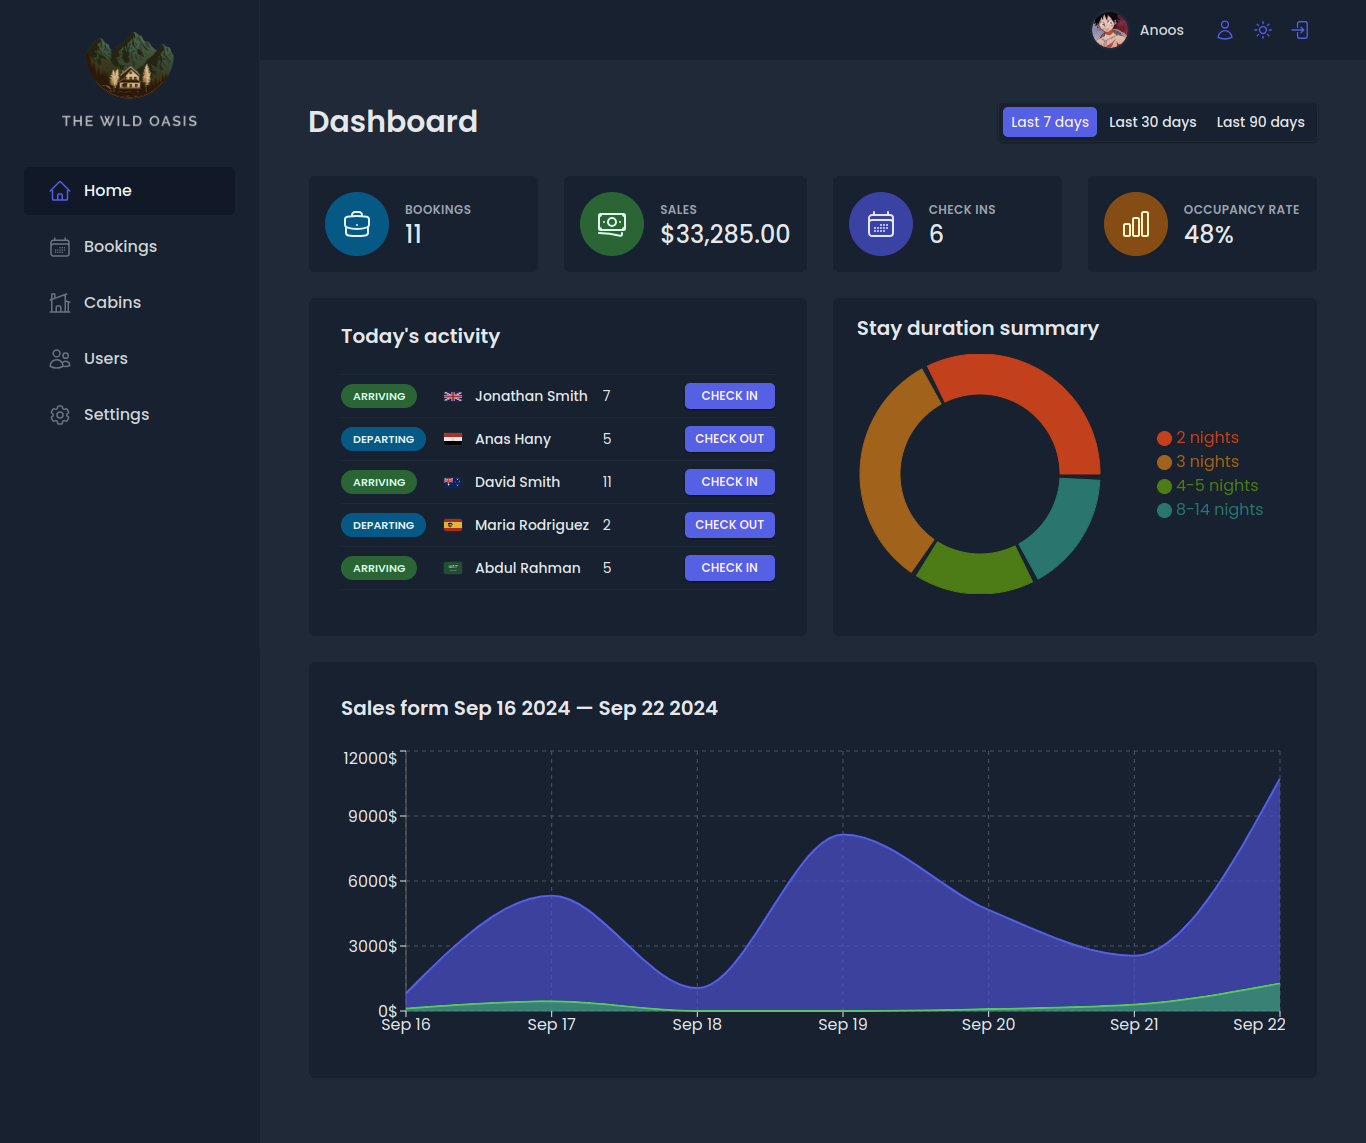 THE WILD OASIS
Home
Bookings
Cabins
Users
Settings
Anoos
Dashboard
Last 7 days Last 30 days Last 90 days
BOOKINGS
11
SALES
$33,285.00
CHECK INS
6
OCCUPANCY RATE
48%
Today's activity
ARRIVING Jonathan Smith 7 CHECK IN
DEPARTING Anas Hany 5 CHECK OUT
ARRIVING David Smith 11 CHECK IN
DEPARTING Maria Rodriguez 2 CHECK OUT
ARRIVING Abdul Rahman 5 CHECK IN
Stay duration summary
2 nights
3 nights
4-5 nights
8-14 nights
Sales form Sep 16 2024 — Sep 22 2024
12000$
9000$
6000$
3000$
0$
Sep 16 Sep 17 Sep 18 Sep 19 Sep 20 Sep 21 Sep 22